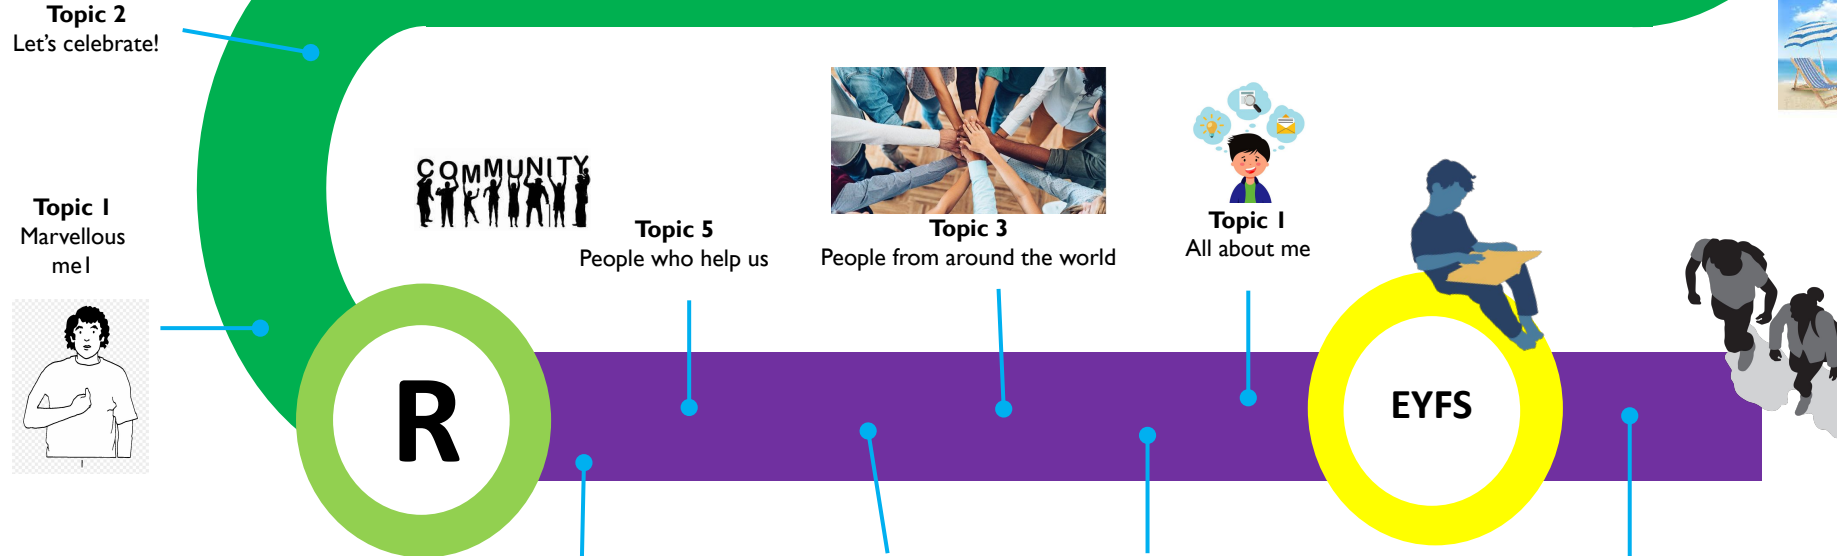 Topic 2
Let's celebrate!
COMMUNITY
Topic 1
Marvellous
me1
Topic 5
People who help us
Topic 3
People from around the world
Topic 1
All about me
R
EYFS